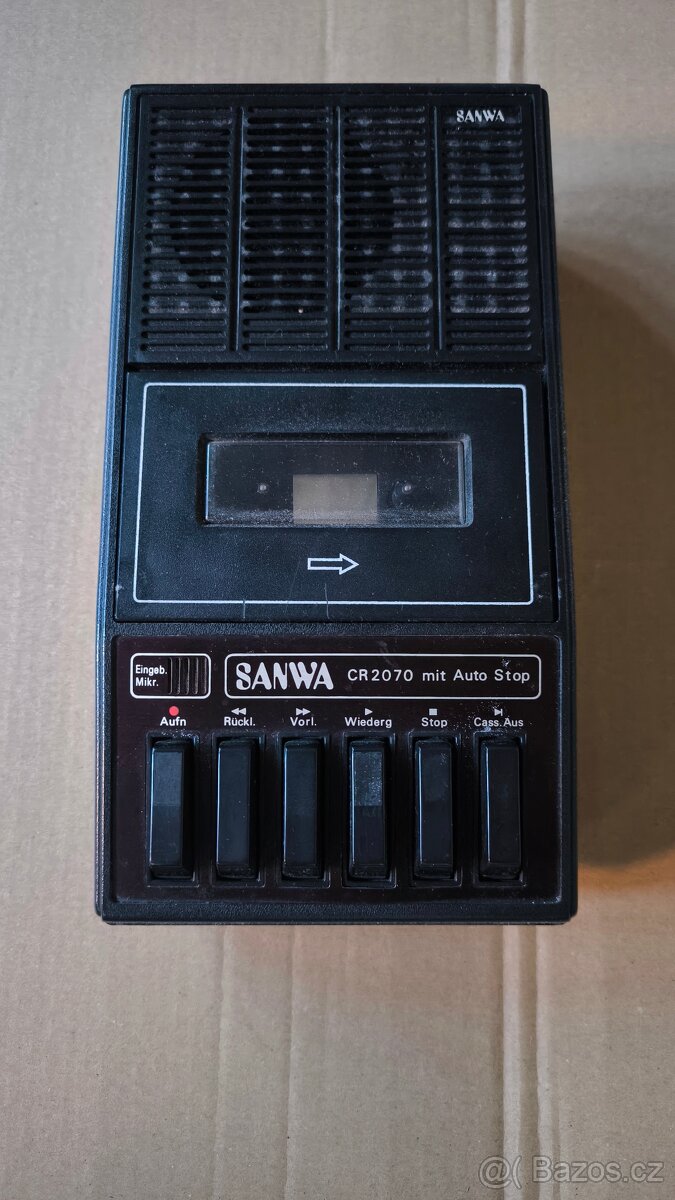 SANWA
Eingeb.
Mikr.
SANWA CR2070 mit Auto Stop
Aufn Rückl. Vorl. Wiederg Stop Cass.Aus
@( Bazos.cz